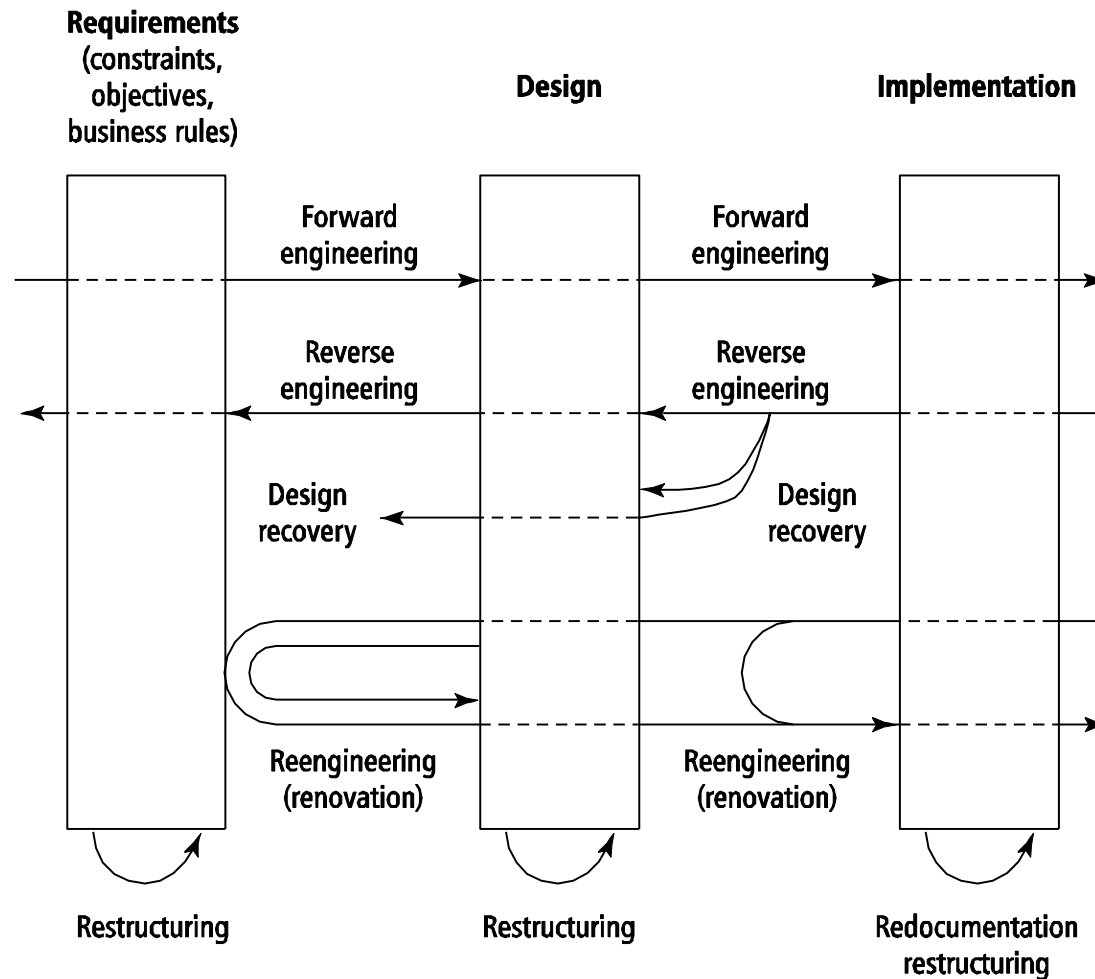 Requirements
(constraints,
objectives,
business rules)
Design
Implementation
Forward
engineering
Forward
engineering
Reverse
engineering
Reverse
engineering
Design
recovery
Design
recovery
Reengineering
(renovation)
Reengineering
(renovation)
Restructuring
Restructuring
Redocumentation
restructuring